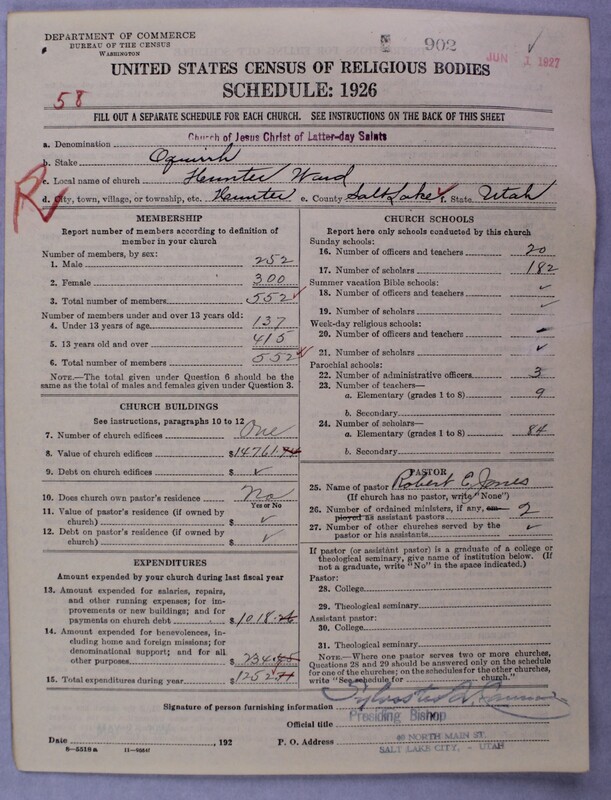 DEPARTMENT OF COMMERCE
BUREAU OF THE CENSUS
WASHINGTON
902
JUN 1 1927
UNITED STATES CENSUS OF RELIGIOUS BODIES
SCHEDULE: 1926
58
FILL OUT A SEPARATE SCHEDULE FOR EACH CHURCH. SEE INSTRUCTIONS ON THE BACK OF THIS SHEET
a. Denomination Church of Jesus Christ of Latter-day Saints
b. Stake Oquirrh
c. Local name of church Hunter Ward
R
d. City, town, village, or township, etc. Hunter e. County Salt Lake f. State Utah
MEMBERSHIP
Report number of members according to definition of
member in your church
Number of members, by sex:
1. Male 252
2. Female 300
3. Total number of members 552
Number of members under and over 13 years old:
4. Under 13 years of age 137
5. 13 years old and over 415
6. Total number of members 552
NOTE.—The total given under Question 6 should be the
same as the total of males and females given under Question 3.
CHURCH BUILDINGS
See instructions, paragraphs 10 to 12
7. Number of church edifices One
8. Value of church edifices $14761.
9. Debt on church edifices $ ✓
10. Does church own pastor's residence No
Yes or No
11. Value of pastor's residence (if owned by
church) $ ✓
12. Debt on pastor's residence (if owned by
church) $ ✓
EXPENDITURES
Amount expended by your church during last fiscal year
13. Amount expended for salaries, repairs,
and other running expenses; for im-
provements or new buildings; and for
payments on church debt $1018.
14. Amount expended for benevolences, in-
cluding home and foreign missions; for
denominational support; and for all
other purposes $234.
15. Total expenditures during year $1252
CHURCH SCHOOLS
Report here only schools conducted by this church
Sunday schools:
16. Number of officers and teachers 20
17. Number of scholars 182
Summer vacation Bible schools:
18. Number of officers and teachers ✓
19. Number of scholars ✓
Week-day religious schools:
20. Number of officers and teachers
21. Number of scholars ✓
Parochial schools:
22. Number of administrative officers 3
23. Number of teachers—
a. Elementary (grades 1 to 8) 9
b. Secondary
24. Number of scholars—
a. Elementary (grades 1 to 8) 84
b. Secondary
PASTOR
25. Name of pastor Robert C. Jones
(If church has no pastor, write "None")
26. Number of ordained ministers, if any, em-
ployed as assistant pastors 2
27. Number of other churches served by the
pastor or his assistants ✓
If pastor (or assistant pastor) is a graduate of a college or
theological seminary, give name of institution below. (If
not a graduate, write "No" in the space indicated.)
Pastor:
28. College
29. Theological seminary
Assistant pastor:
30. College
31. Theological seminary
NOTE.—Where one pastor serves two or more churches,
Questions 28 and 29 should be answered only on the schedule
for one of the churches; on the schedules for the other churches,
write "See schedule for church."
Signature of person furnishing information Sylvester Q. Cannon
Official title Presiding Bishop
Date , 192 P. O. Address 40 NORTH MAIN ST.
SALT LAKE CITY, - UTAH
8-5518a